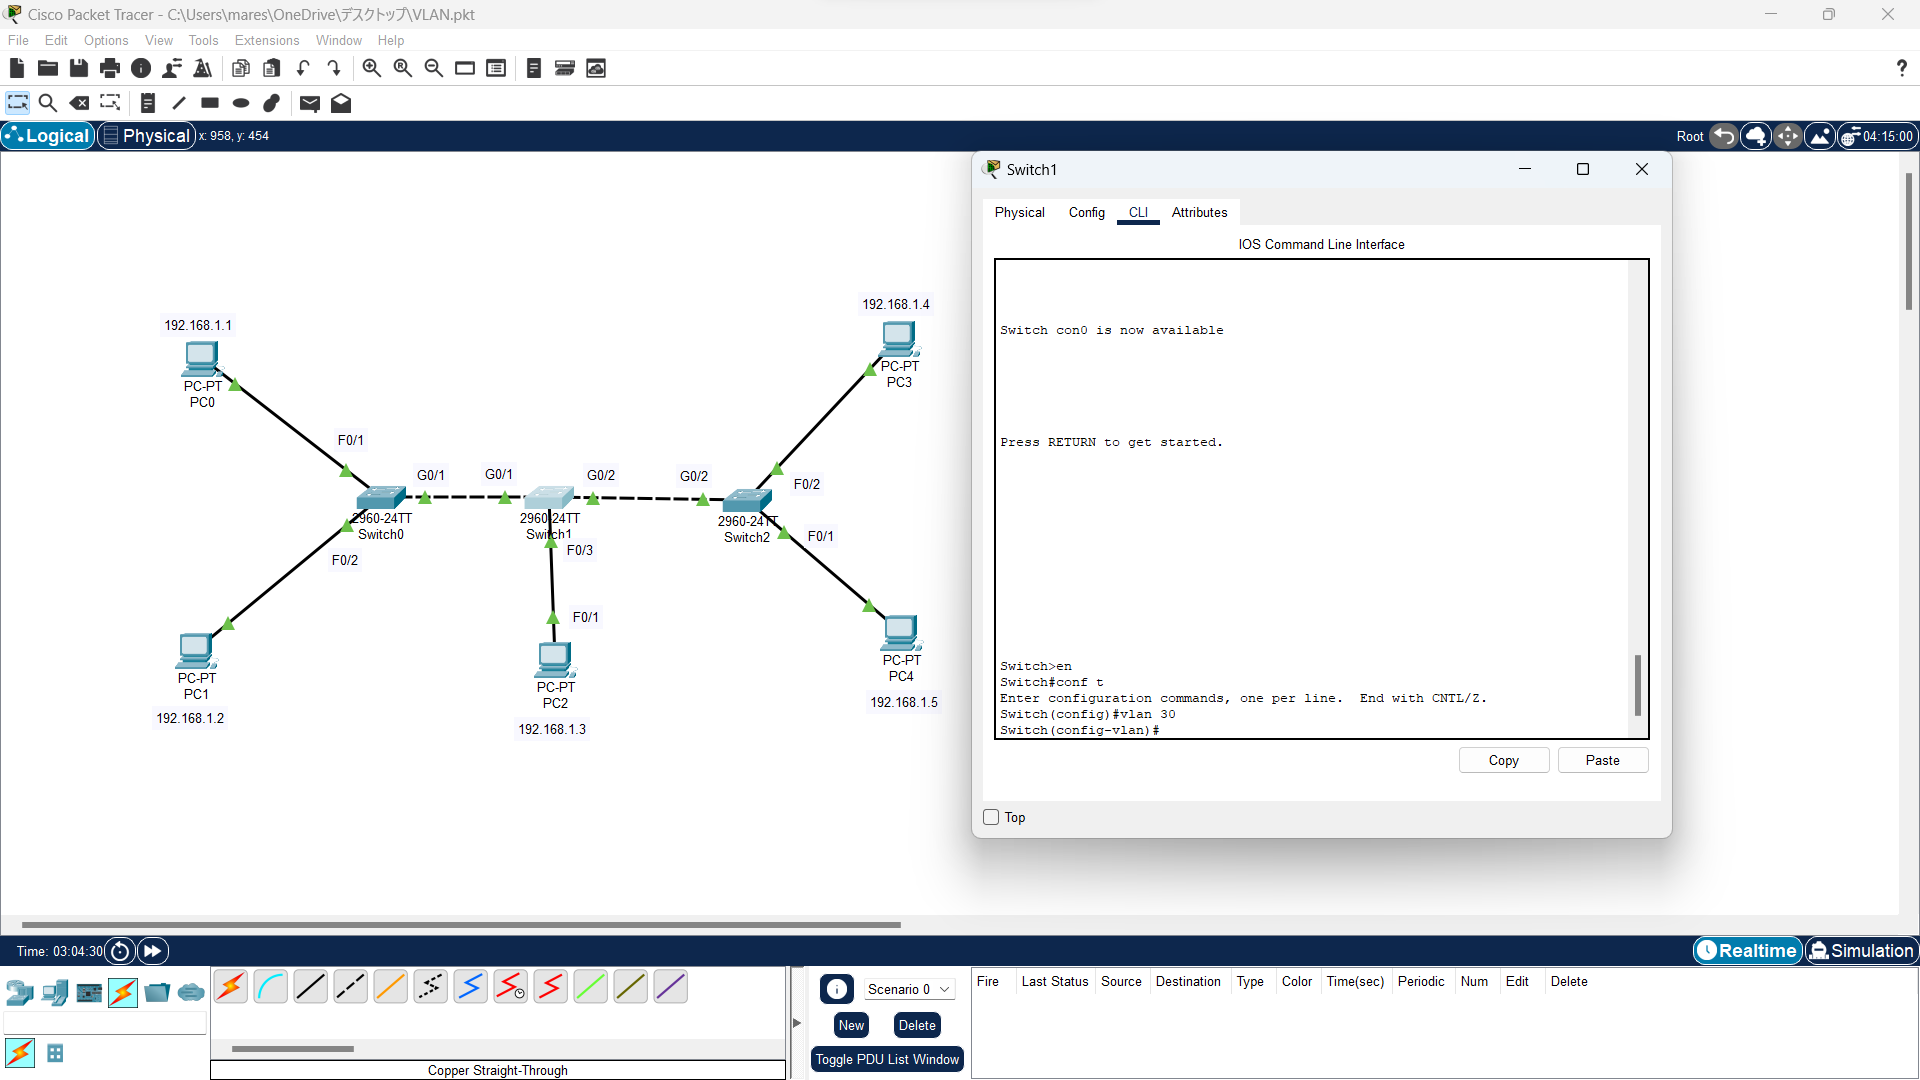 Cisco Packet Tracer - C:\Users\mares\OneDrive\デスクトップ\VLAN.pkt
File Edit Options View Tools Extensions Window Help
Logical Physical x: 958, y: 454
Root 04:15:00
192.168.1.1
PC-PT
PC0
F0/1
G0/1
G0/1
G0/2
G0/2
192.168.1.4
PC-PT
PC3
F0/2
2960-24TT
Switch0
2960-24TT
Switch1
2960-24TT
Switch2
F0/3
F0/1
F0/2
F0/1
PC-PT
PC1
192.168.1.2
PC-PT
PC2
192.168.1.3
PC-PT
PC4
192.168.1.5
Switch1
Physical Config CLI Attributes
IOS Command Line Interface
Switch con0 is now available
Press RETURN to get started.
Switch>en
Switch#conf t
Enter configuration commands, one per line.  End with CNTL/Z.
Switch(config)#vlan 30
Switch(config-vlan)#
Copy Paste
Top
Time: 03:04:30
Realtime Simulation
Copper Straight-Through
Scenario 0
New Delete
Toggle PDU List Window
Fire Last Status Source Destination Type Color Time(sec) Periodic Num Edit Delete